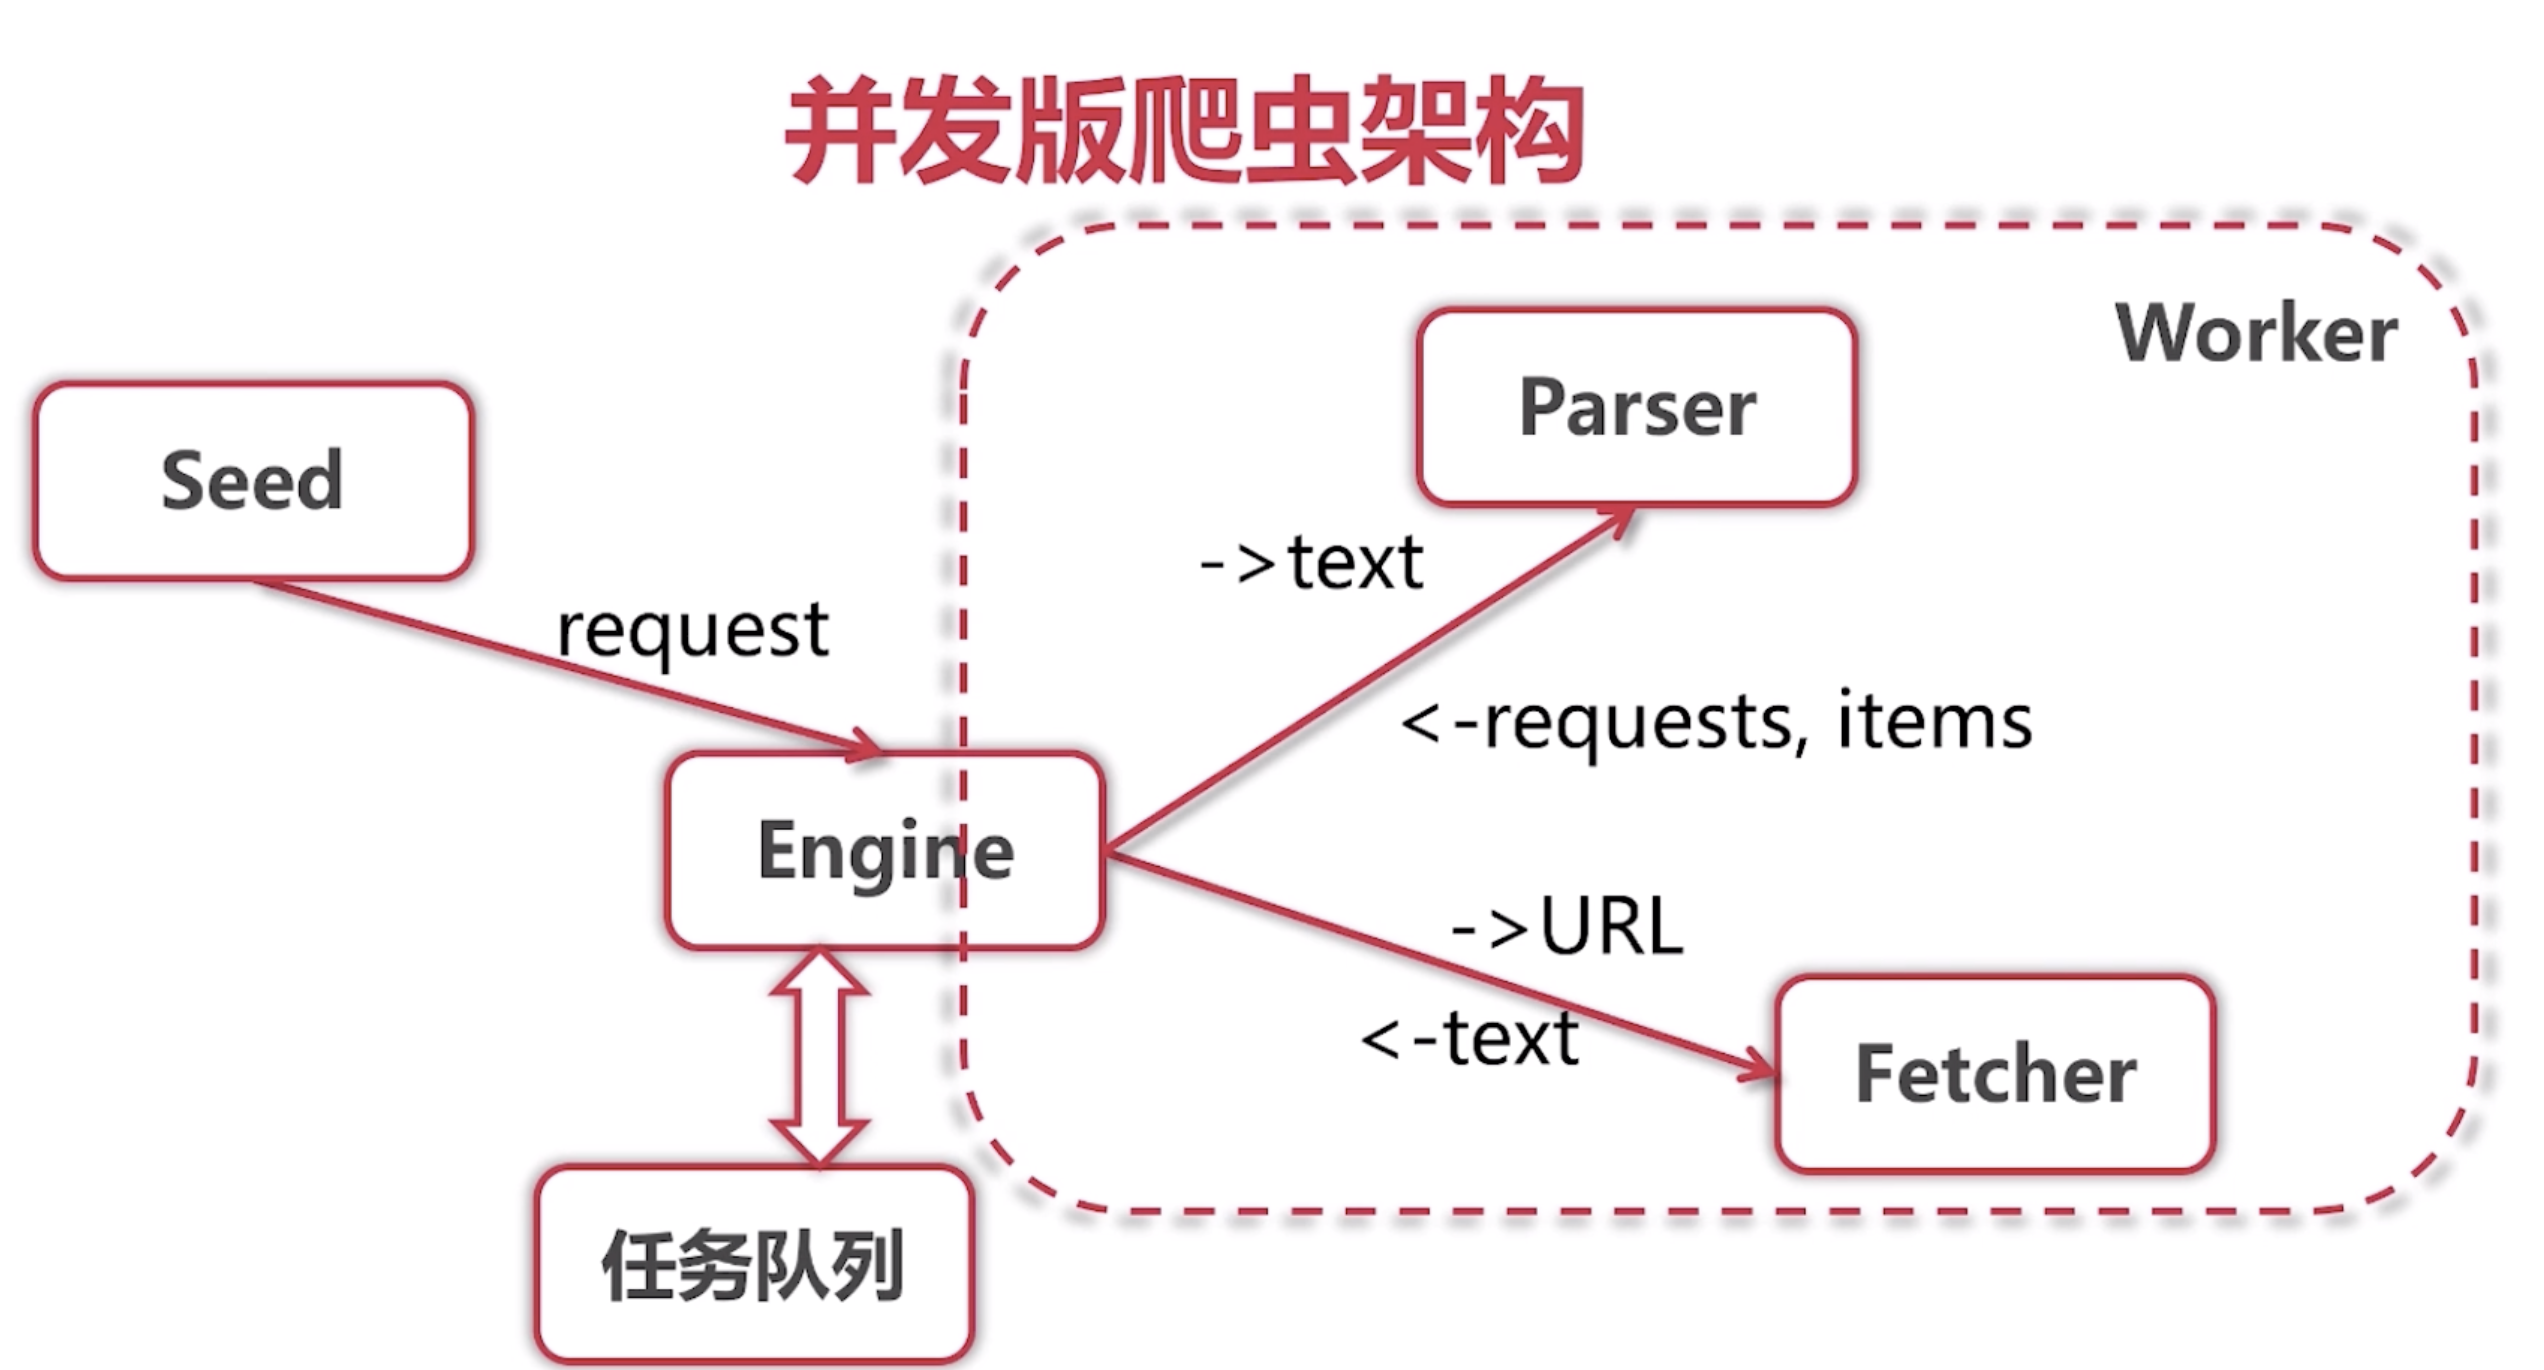 并发版爬虫架构
Worker
Parser
Seed
->text
request
<-requests, items
Engine
->URL
<-text
Fetcher
任务队列